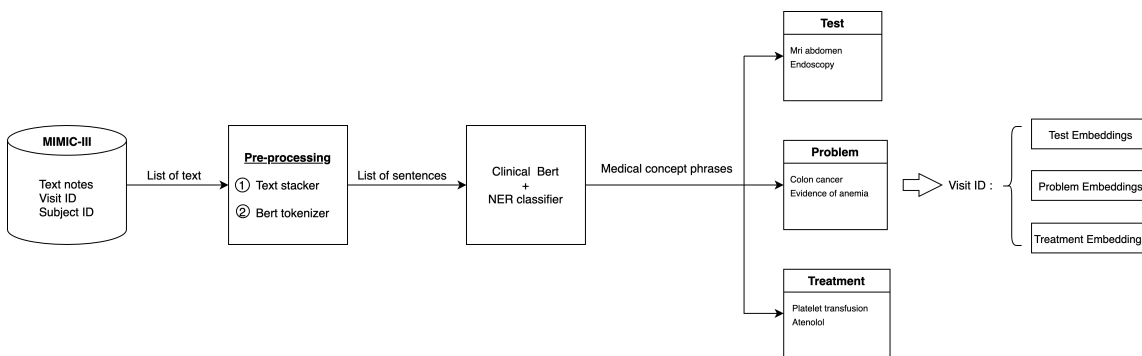 MIMIC-III
Text notes
Visit ID
Subject ID
List of text
Pre-processing
1 Text stacker
2 Bert tokenizer
List of sentences
Clinical Bert
+
NER classifier
Medical concept phrases
Test
Mri abdomen
Endoscopy
Problem
Colon cancer
Evidence of anemia
Treatment
Platelet transfusion
Atenolol
Visit ID :
Test Embeddings
Problem Embeddings
Treatment Embedding